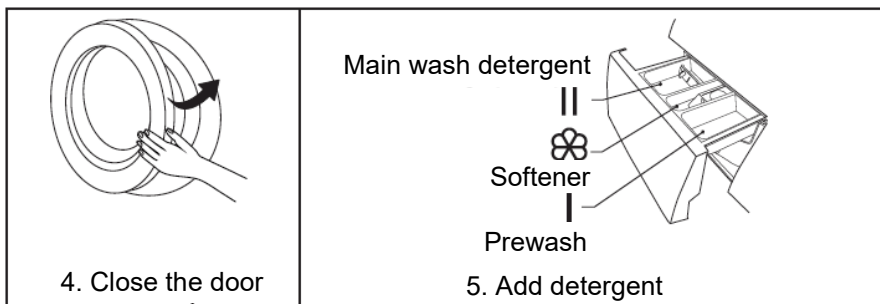 Main wash detergent
II
Softener
I
Prewash
4. Close the door
5. Add detergent